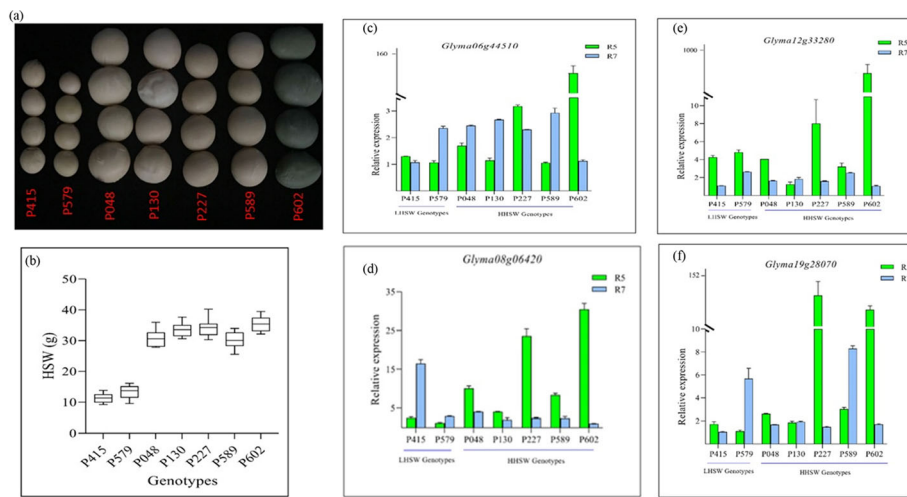 (a)
P415
P579
P048
P130
P227
P589
P602
(b)
HSW (g)
50
40
30
20
10
0
P415
P579
P048
P130
P227
P589
P602
Genotypes
(c)
Glyma06g44510
R5
R7
Relative expression
160
3
2
1
P415 P579 P048 P130 P227 P589 P602
LHSW Genotypes
HHSW Genotypes
(d)
Glyma08g06420
R5
R7
Relative expression
35
25
15
5
P415 P579 P048 P130 P227 P589 P602
LHSW Genotypes
HHSW Genotypes
(e)
Glyma12g33280
R5
R7
Relative expression
1000
10
8
6
4
2
P415 P579 P048 P130 P227 P589 P602
LHSW Genotypes
HHSW Genotypes
(f)
Glyma19g28070
Relative expression
152
10
8
6
4
2
P415 P579 P048 P130 P227 P589 P602
LHSW Genotypes
HHSW Genotypes